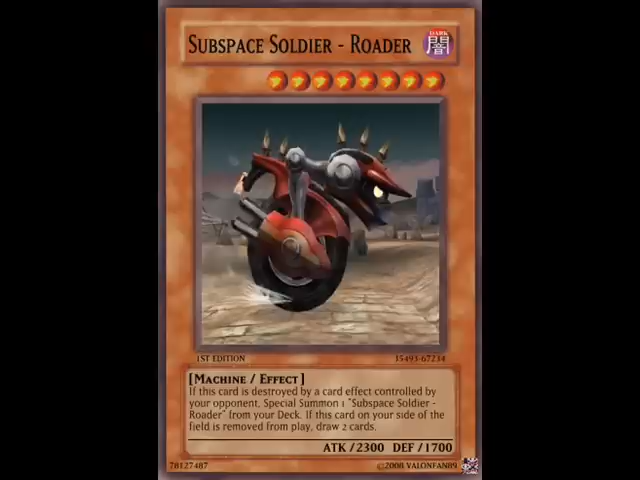 Subspace Soldier - Roader
DARK
闇
1ST EDITION
35493-67234
[Machine / Effect]
If this card is destroyed by a card effect controlled by
your opponent, Special Summon 1 "Subspace Soldier -
Roader" from your Deck. If this card on your side of the
field is removed from play, draw 2 cards.
ATK / 2300 DEF / 1700
78127487
©2008 VALONFAN89